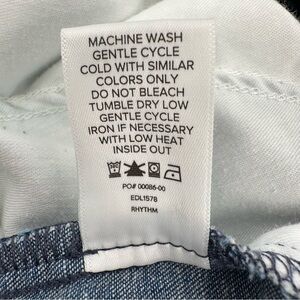 MACHINE WASH
GENTLE CYCLE
COLD WITH SIMILAR
COLORS ONLY
DO NOT BLEACH
TUMBLE DRY LOW
GENTLE CYCLE
IRON IF NECESSARY
WITH LOW HEAT
INSIDE OUT
PO# 00086-00
EDL1578
RHYTHM